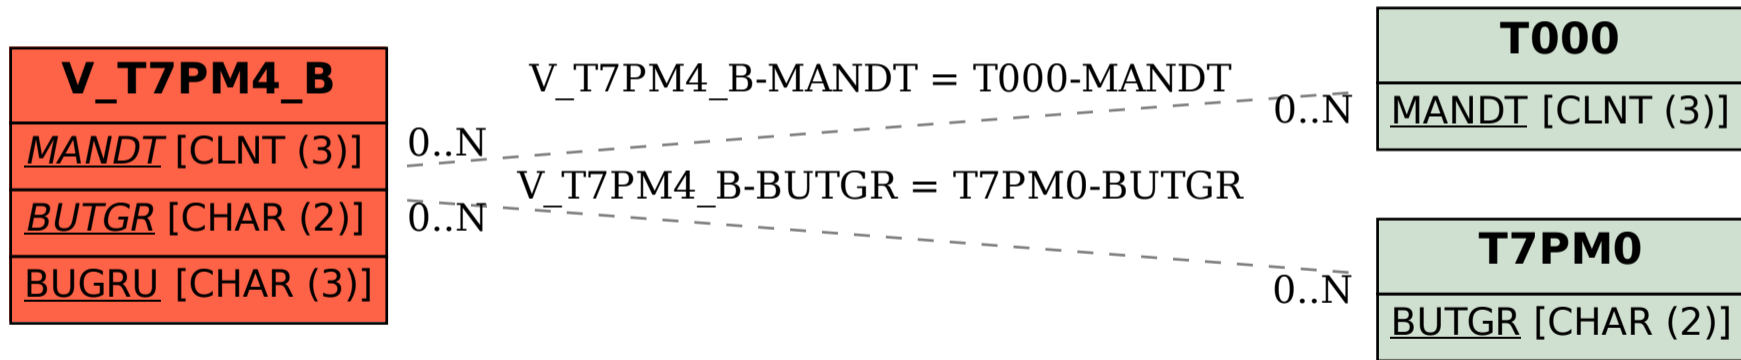 V_T7PM4_B
MANDT [CLNT (3)]
BUTGR [CHAR (2)]
BUGRU [CHAR (3)]
V_T7PM4_B-MANDT = T000-MANDT
0..N
0..N
V_T7PM4_B-BUTGR = T7PM0-BUTGR
0..N
0..N
T000
MANDT [CLNT (3)]
T7PM0
BUTGR [CHAR (2)]